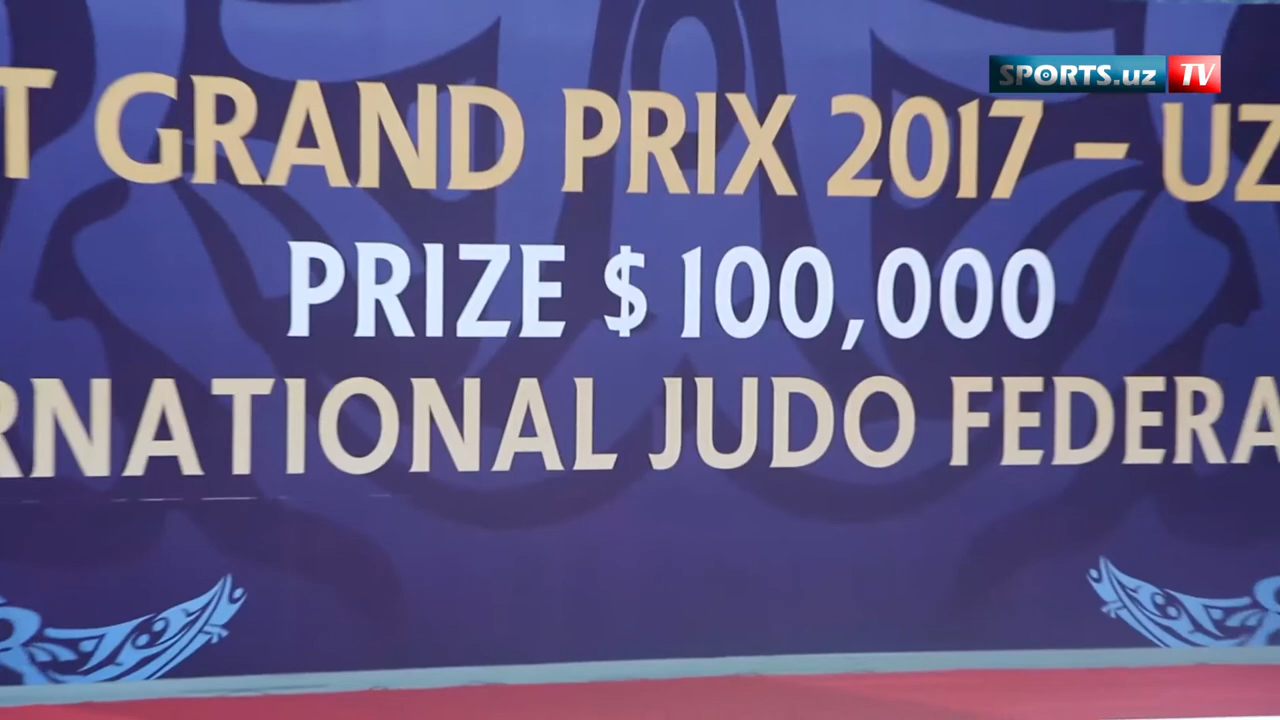 SPORTS.uz TV
T GRAND PRIX 2017 – UZ
PRIZE $ 100,000
RNATIONAL JUDO FEDERA